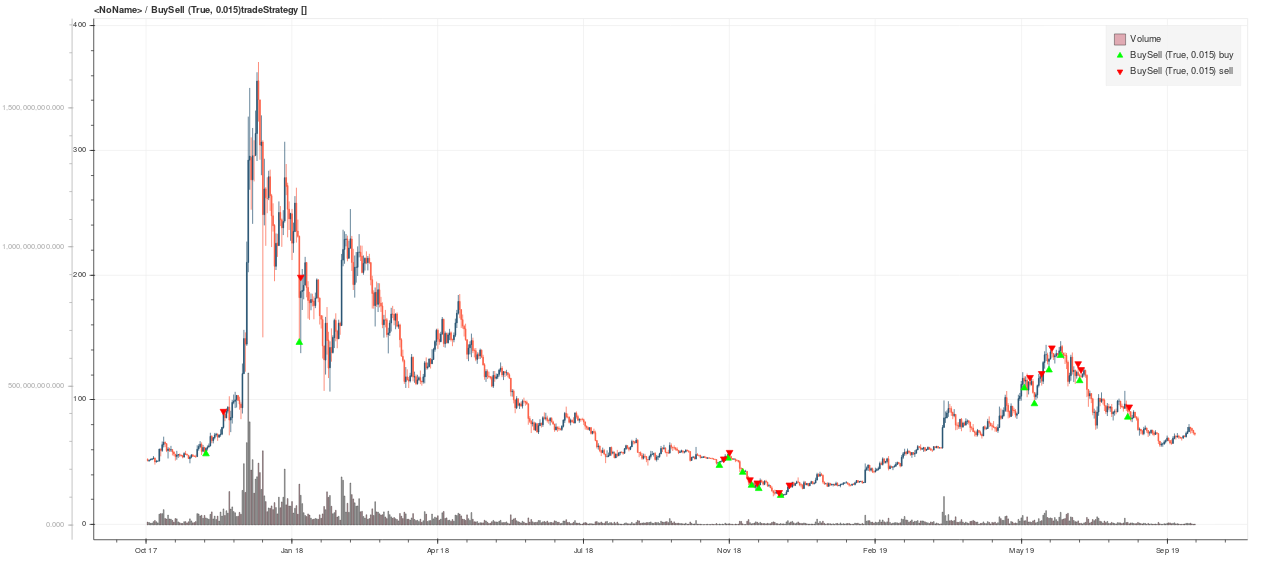 <NoName> / BuySell (True, 0.015)tradeStrategy []
400
Volume
BuySell (True, 0.015) buy
BuySell (True, 0.015) sell
1,500,000,000.000
300
1,000,000,000.000
200
500,000,000.000
100
0.000
0
Oct 17
Jan 18
Apr 18
Jul 18
Nov 18
Feb 19
May 19
Sep 19